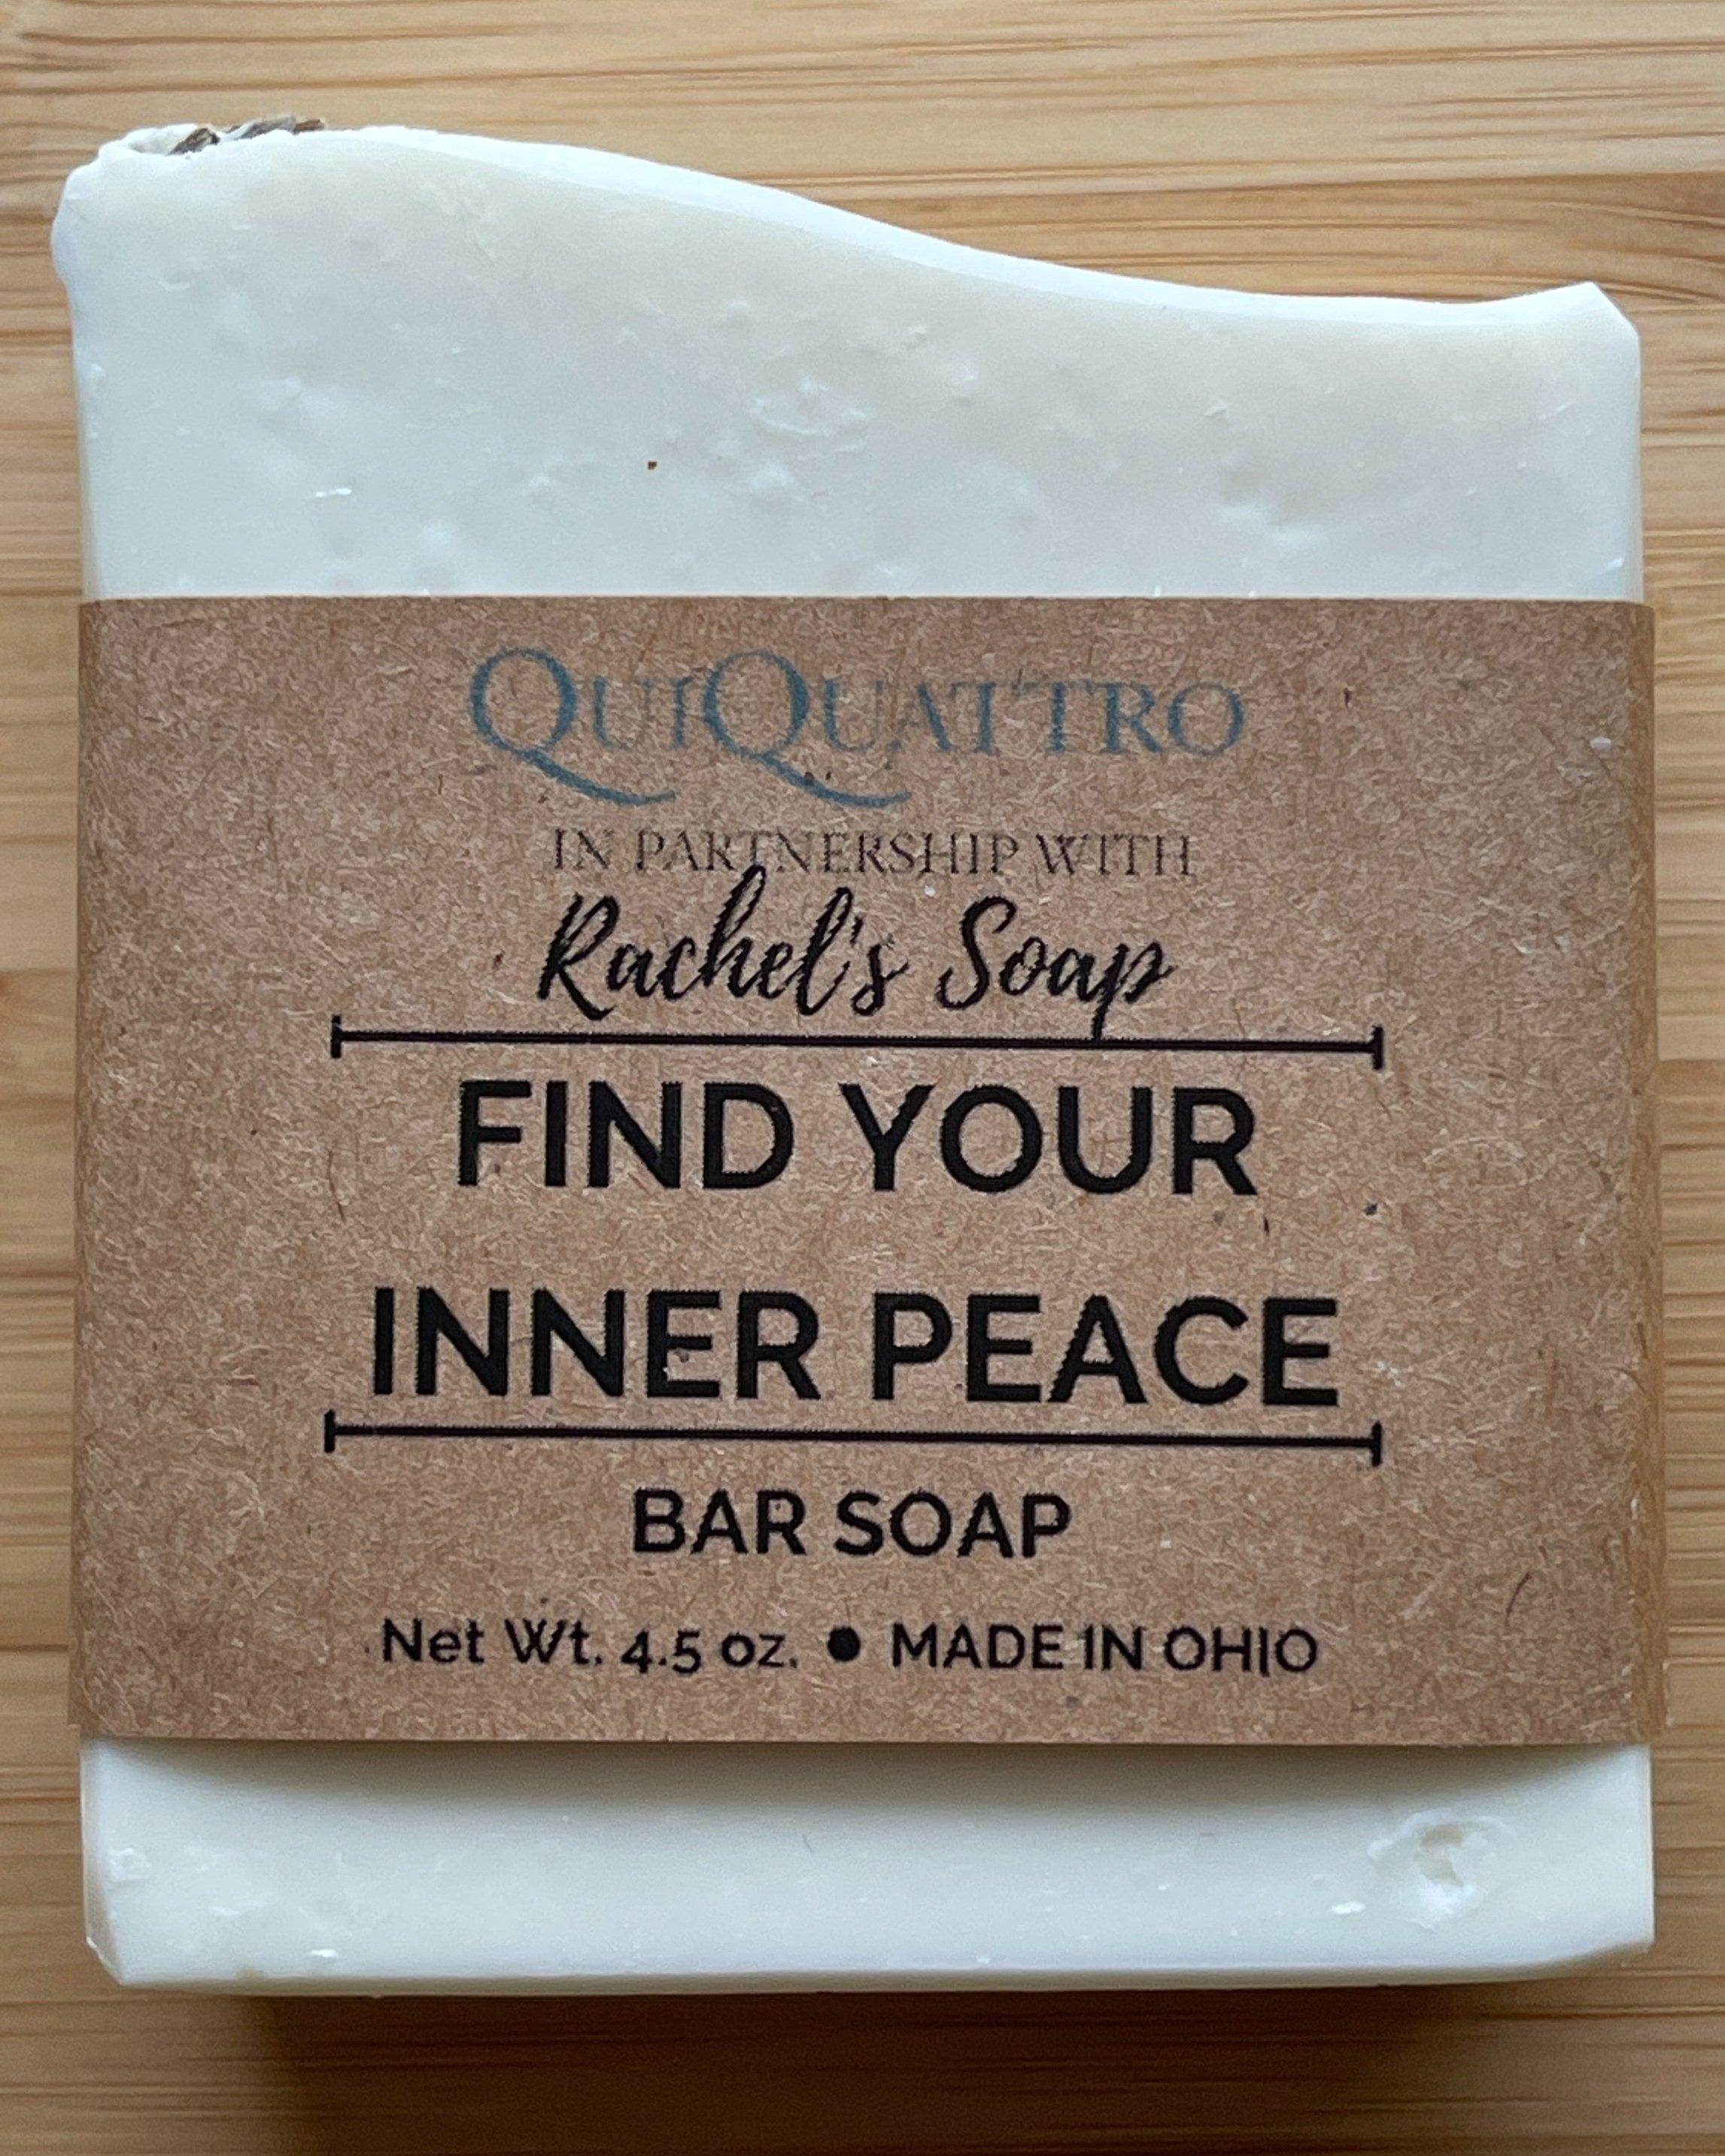 QUIQUATTRO
IN PARTNERSHIP WITH
Rachel's Soap
FIND YOUR
INNER PEACE
BAR SOAP
Net Wt. 4.5 oz. ● MADE IN OHIO